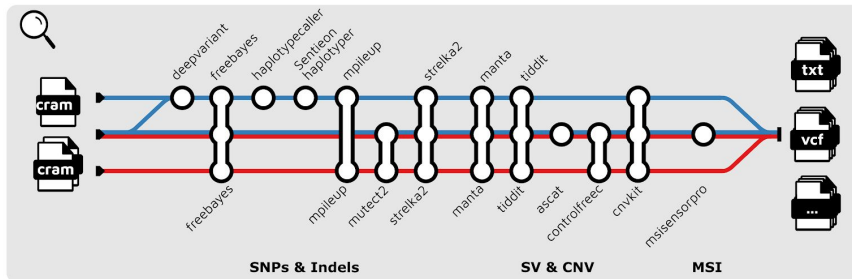 deepvariant
freebayes
haplotypecaller
Sentieon
haplotyper
mpileup
strelka2
manta
tiddit
cram
cram
txt
vcf
...
freebayes
mpileup
mutect2
strelka2
manta
tiddit
ascat
controlfreec
cnvkit
msisensorpro
SNPs & Indels
SV & CNV
MSI